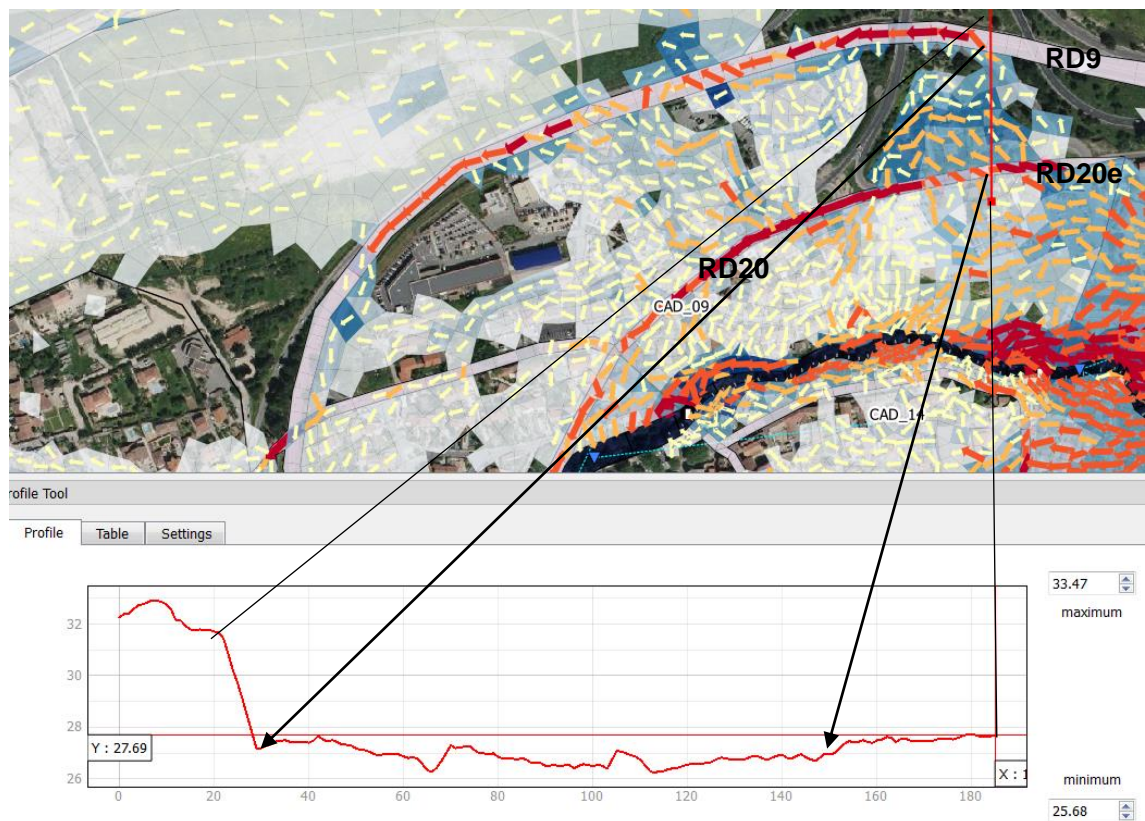 RD9
RD20e
RD20
CAD_09
CAD_14
rofile Tool
Profile
Table
Settings
33.47
maximum
32
30
28
Y : 27.69
26
X : 1
minimum
0
20
40
60
80
100
120
140
160
180
25.68